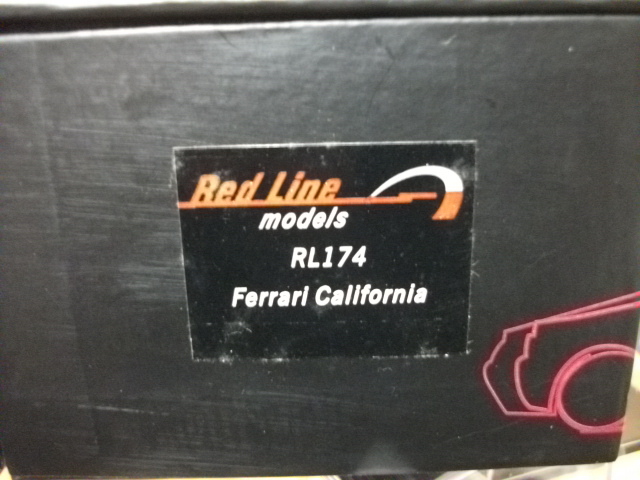 Red Line
models
RL174
Ferrari California